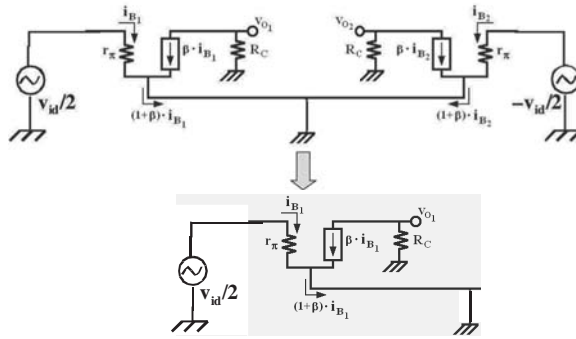 i_B₁ v_O₁ v_O₂ i_B₂
r_π β·i_B₁ R_C R_C β·i_B₂ r_π
v_id/2 (1+β)·i_B₁ (1+β)·i_B₂ −v_id/2
i_B₁ v_O₁
r_π β·i_B₁ R_C
v_id/2 (1+β)·i_B₁